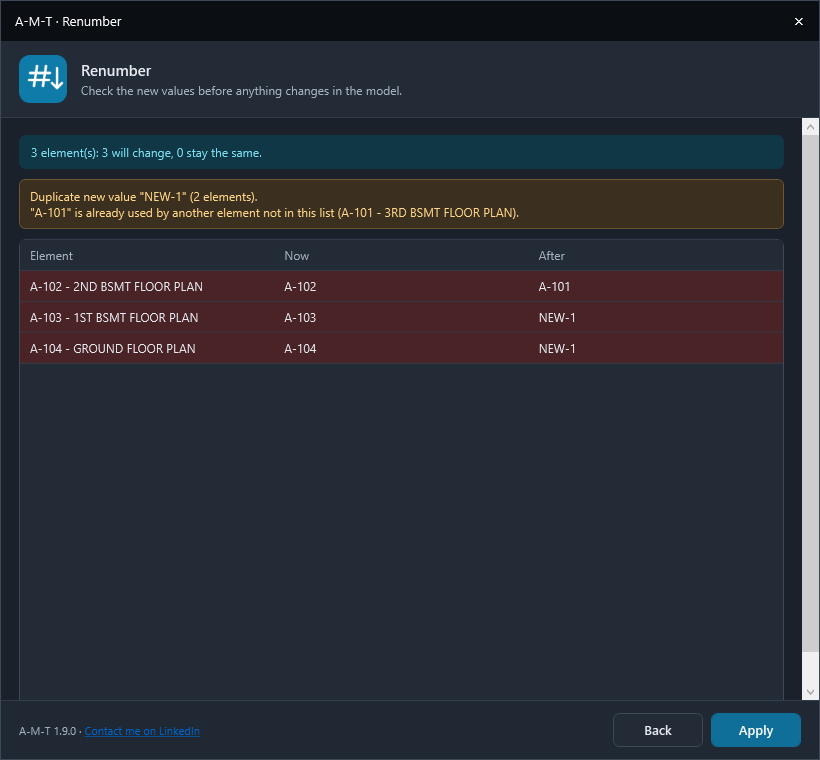 A-M-T · Renumber
Renumber
Check the new values before anything changes in the model.
3 element(s): 3 will change, 0 stay the same.
Duplicate new value "NEW-1" (2 elements).
"A-101" is already used by another element not in this list (A-101 - 3RD BSMT FLOOR PLAN).
Element Now After
A-102 - 2ND BSMT FLOOR PLAN A-102 A-101
A-103 - 1ST BSMT FLOOR PLAN A-103 NEW-1
A-104 - GROUND FLOOR PLAN A-104 NEW-1
A-M-T 1.9.0 · Contact me on LinkedIn
Back Apply